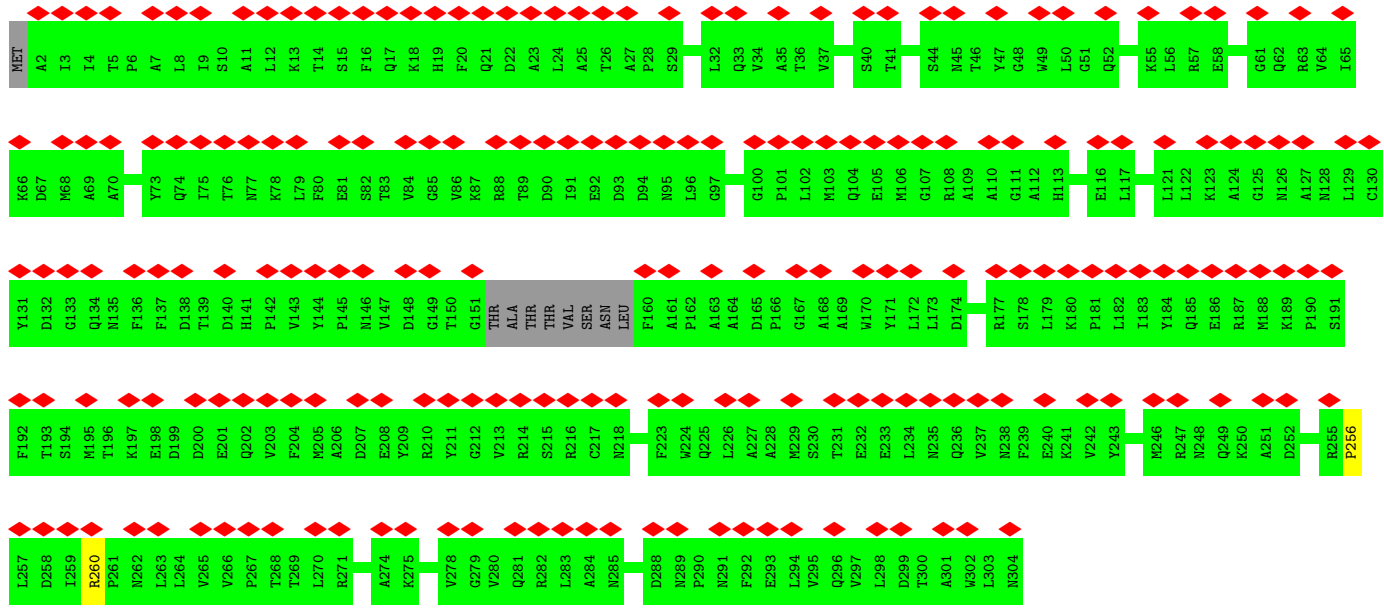 MET A2 I3 I4 T5 P6 A7 L8 I9 S10 A11 L12 K13 T14 S15 F16 Q17 K18 H19 F20 Q21 D22 A23 L24 A25 T26 A27 P28 S29 L32 Q33 V34 A35 T36 V37 S40 T41 S44 N45 T46 Y47 G48 W49 L50 G51 Q52 K55 L56 R57 E58 G61 Q62 R63 V64 I65
K66 D67 M68 A69 A70 Y73 Q74 I75 T76 N77 K78 L79 F80 E81 S82 T83 V84 G85 V86 K87 R88 T89 D90 I91 E92 D93 D94 N95 L96 G97 G100 P101 L102 M103 Q104 E105 M106 G107 R108 A109 A110 G111 A112 H113 E116 L117 L121 L122 K123 A124 G125 N126 A127 N128 L129 C130
Y131 D132 G133 Q134 N135 F136 F137 D138 T139 D140 H141 P142 V143 Y144 P145 N146 V147 D148 G149 T150 G151 THR ALA THR THR VAL SER ASN LEU F160 A161 P162 A163 A164 D165 P166 G167 A168 A169 W170 Y171 L172 L173 D174 R177 S178 L179 K180 P181 L182 I183 Y184 Q185 E186 R187 M188 K189 P190 S191
F192 T193 S194 M195 T196 K197 E198 D199 D200 E201 Q202 V203 F204 M205 A206 D207 E208 Y209 R210 Y211 G212 V213 R214 S215 R216 C217 N218 F223 W224 Q225 L226 A227 A228 M229 S230 T231 E232 E233 L234 N235 Q236 V237 N238 F239 E240 K241 V242 Y243 M246 R247 N248 Q249 K250 A251 D252 R255 P256
L257 D258 I259 R260 P261 N262 L263 L264 V265 V266 P267 T268 T269 L270 R271 A274 K275 V278 G279 V280 Q281 R282 L283 A284 N285 D288 N289 P290 N291 F292 E293 L294 V295 Q296 V297 L298 D299 T300 A301 W302 L303 N304